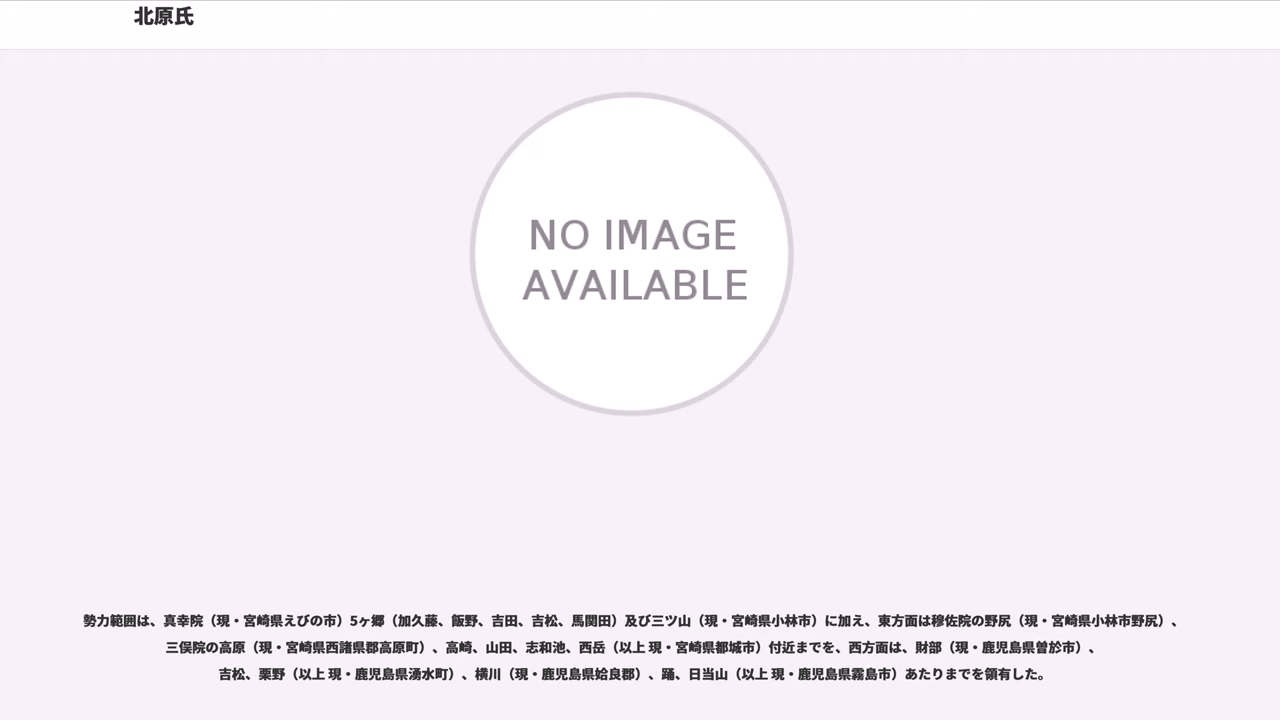 北原氏
NO IMAGE
AVAILABLE
勢力範囲は、真幸院（現・宮崎県えびの市）5ヶ郷（加久藤、飯野、吉田、吉松、馬関田）及び三ツ山（現・宮崎県小林市）に加え、東方面は穆佐院の野尻（現・宮崎県小林市野尻）、
三俣院の高原（現・宮崎県西諸県郡高原町）、高崎、山田、志和池、西岳（以上 現・宮崎県都城市）付近までを、西方面は、財部（現・鹿児島県曽於市）、
吉松、栗野（以上 現・鹿児島県湧水町）、横川（現・鹿児島県姶良郡）、踊、日当山（以上 現・鹿児島県霧島市）あたりまでを領有した。